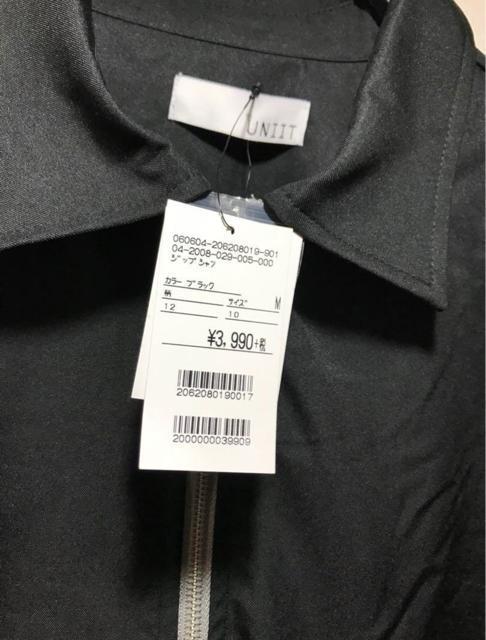 UNIIT
060604-206208019-901
04-2008-029-005-000
ジップシャツ
カラー ブラック
柄 サイズ M
12 10
¥3,990+税
2062080190017
2000000039909